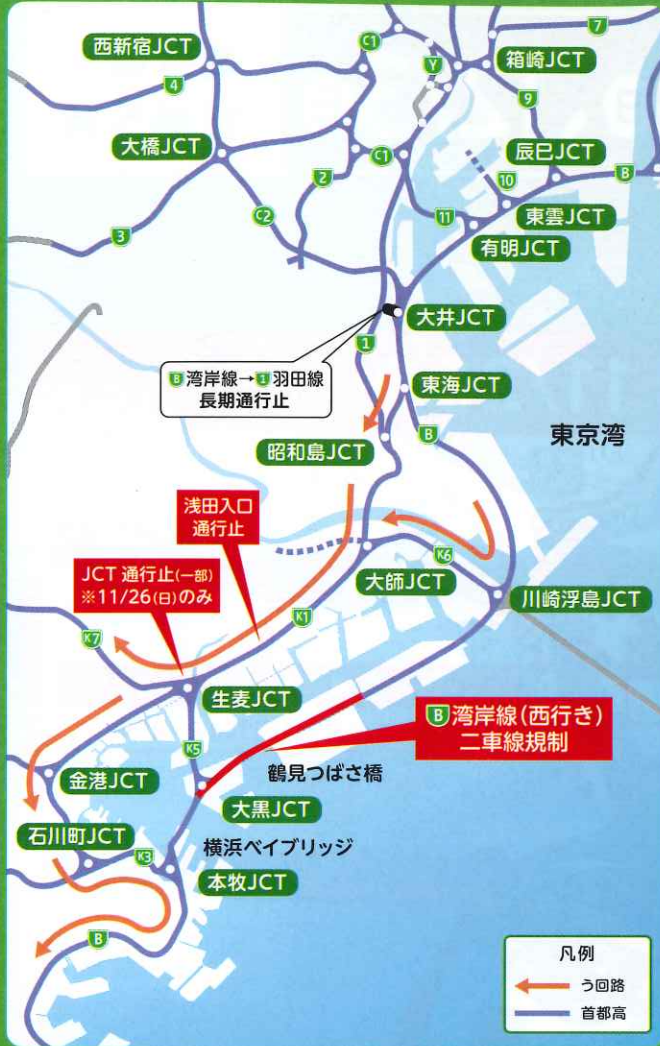 7
西新宿JCT
C1
Y
箱崎JCT
4
9
大橋JCT
C1
辰巳JCT
B
2
10
C2
東雲JCT
3
11
有明JCT
大井JCT
1
B湾岸線→1羽田線
長期通行止
東海JCT
B
東京湾
昭和島JCT
浅田入口
通行止
K6
大師JCT
JCT 通行止(一部)
※11/26(日)のみ
川崎浮島JCT
K1
K7
生麦JCT
B湾岸線(西行き)
二車線規制
K5
鶴見つばさ橋
金港JCT
大黒JCT
石川町JCT
横浜ベイブリッジ
K3
本牧JCT
B
凡例
う回路
首都高